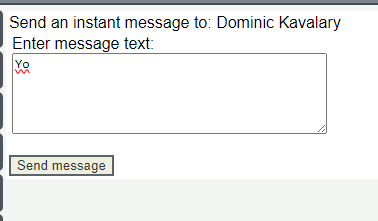 Send an instant message to: Dominic Kavalary
Enter message text:
Yo
Send message